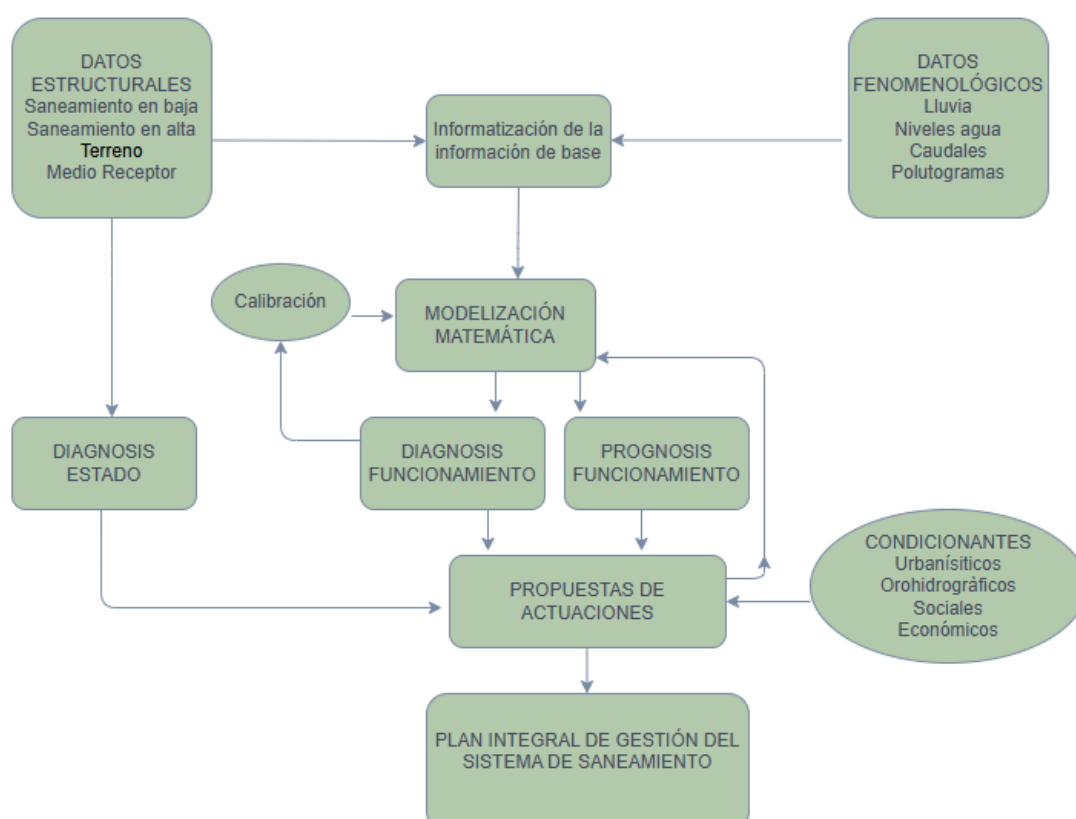 DATOS
ESTRUCTURALES
Saneamiento en baja
Saneamiento en alta
Terreno
Medio Receptor
Informatización de la
información de base
DATOS
FENOMENOLÓGICOS
Lluvia
Niveles agua
Caudales
Polutogramas
Calibración
MODELIZACIÓN
MATEMÁTICA
DIAGNOSIS
ESTADO
DIAGNOSIS
FUNCIONAMIENTO
PROGNOSIS
FUNCIONAMIENTO
CONDICIONANTES
Urbanísiticos
Orohidrogràficos
Sociales
Económicos
PROPUESTAS DE
ACTUACIONES
PLAN INTEGRAL DE GESTIÓN DEL
SISTEMA DE SANEAMIENTO